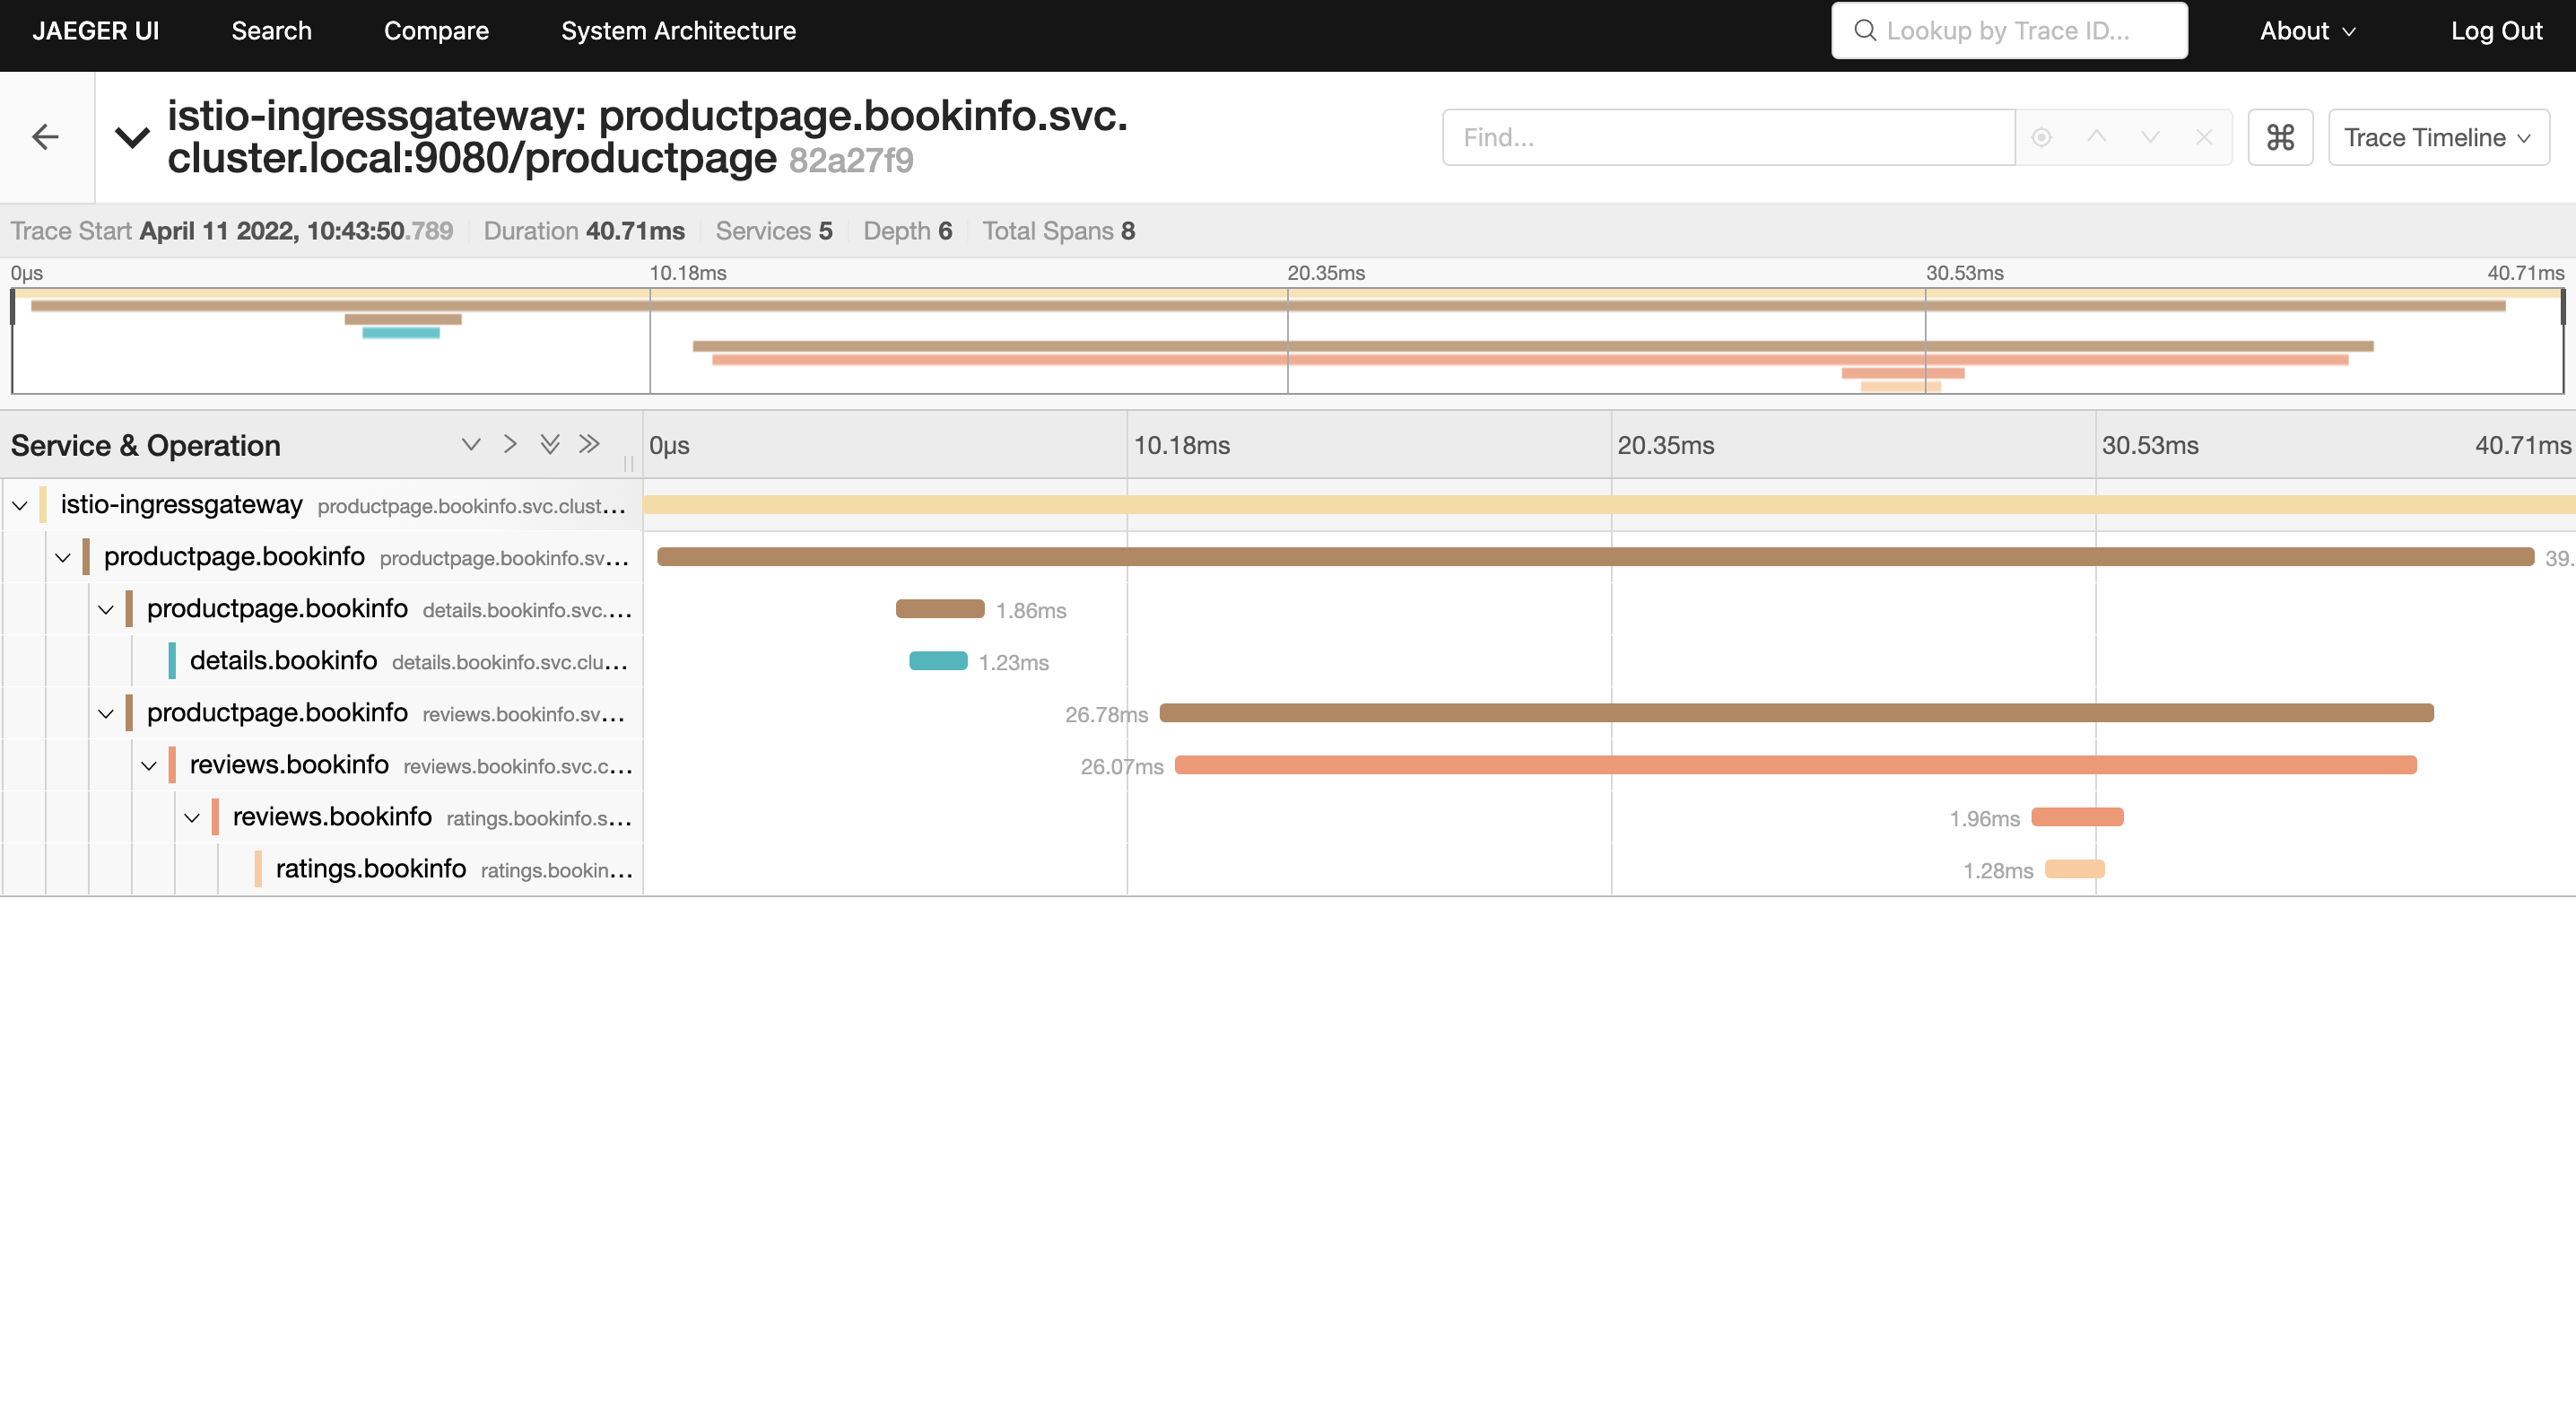 JAEGER UI Search Compare System Architecture Lookup by Trace ID... About Log Out
istio-ingressgateway: productpage.bookinfo.svc.
cluster.local:9080/productpage 82a27f9
Find... ⌘ Trace Timeline
Trace Start April 11 2022, 10:43:50.789 Duration 40.71ms Services 5 Depth 6 Total Spans 8
0μs 10.18ms 20.35ms 30.53ms 40.71ms
Service & Operation 0μs 10.18ms 20.35ms 30.53ms 40.71ms
istio-ingressgateway productpage.bookinfo.svc.clust...
productpage.bookinfo productpage.bookinfo.sv... 39.
productpage.bookinfo details.bookinfo.svc.... 1.86ms
details.bookinfo details.bookinfo.svc.clu... 1.23ms
productpage.bookinfo reviews.bookinfo.sv... 26.78ms
reviews.bookinfo reviews.bookinfo.svc.c... 26.07ms
reviews.bookinfo ratings.bookinfo.s... 1.96ms
ratings.bookinfo ratings.bookin... 1.28ms